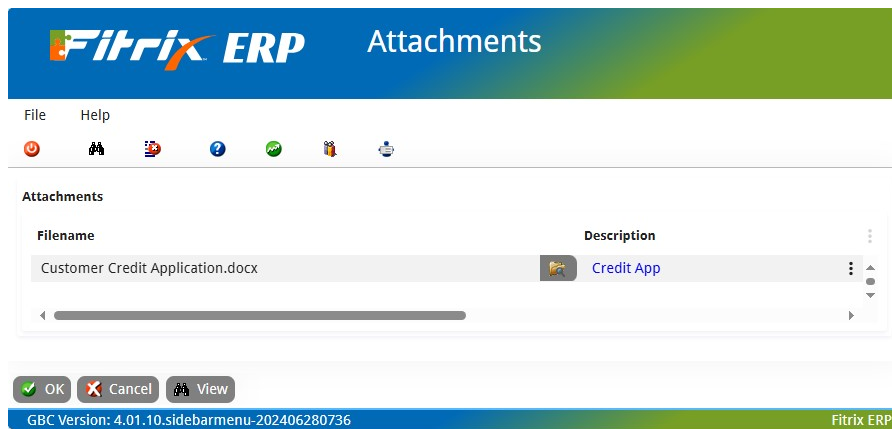 Fitrix ERP Attachments
File Help
Attachments
Filename Description
Customer Credit Application.docx Credit App
OK Cancel View
GBC Version: 4.01.10.sidebarmenu-202406280736 Fitrix ERP